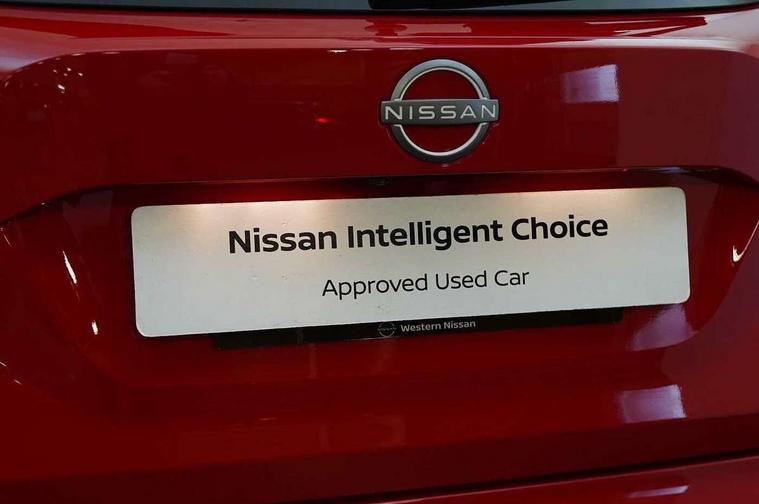 NISSAN
Nissan Intelligent Choice
Approved Used Car
Western Nissan